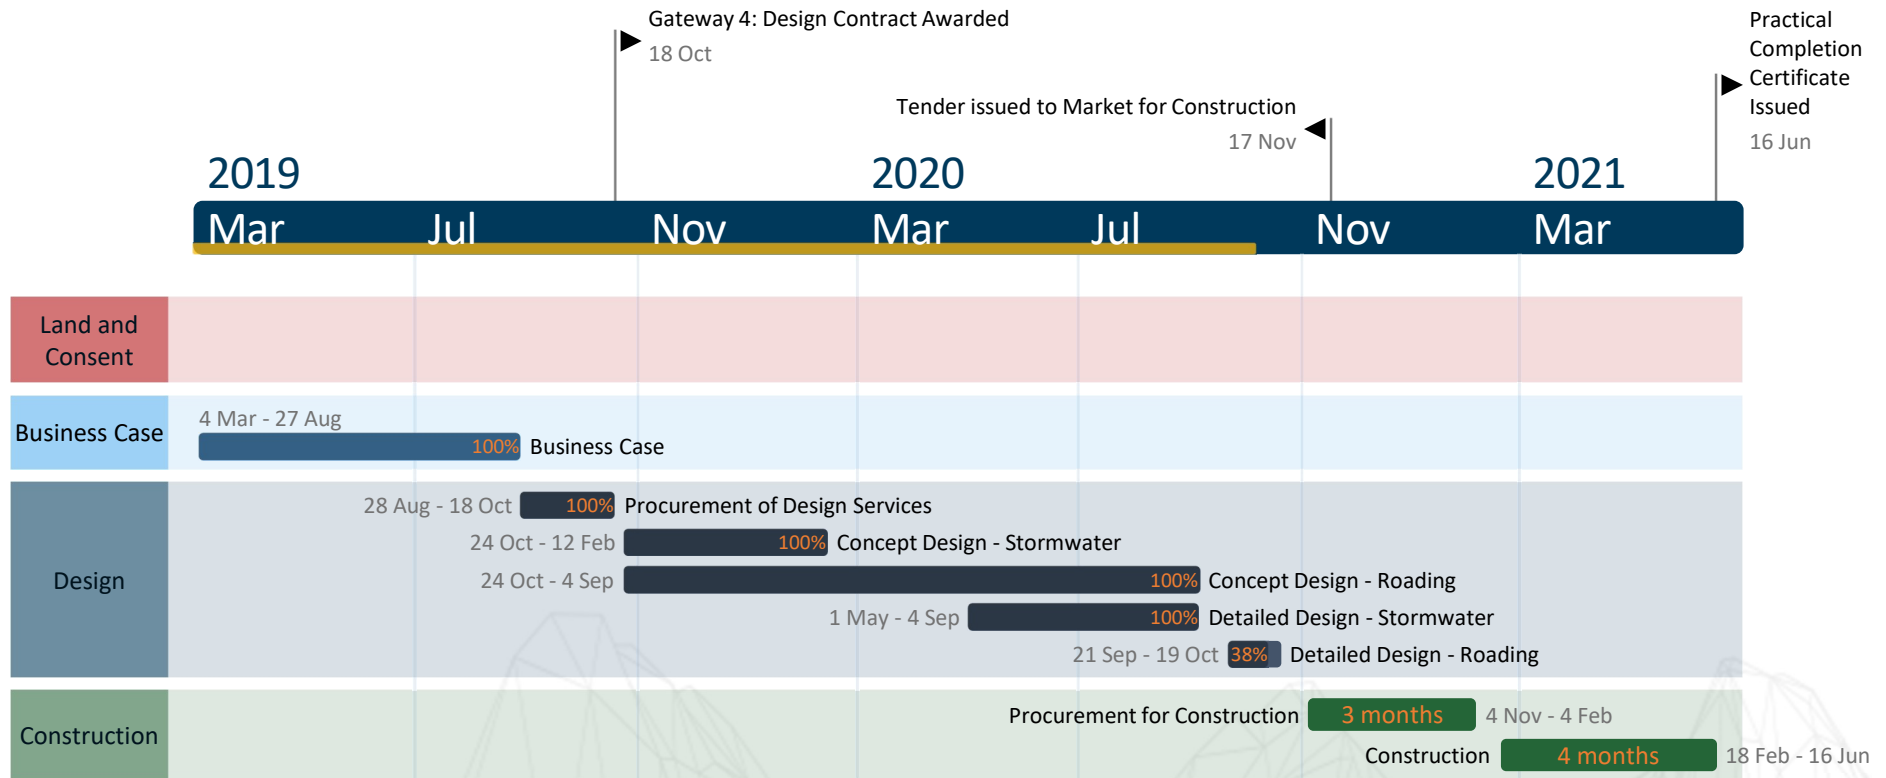 Gateway 4: Design Contract Awarded
18 Oct
Practical
Completion
Certificate
Issued
16 Jun
Tender issued to Market for Construction
17 Nov
2019 2020 2021
Mar Jul Nov Mar Jul Nov Mar
Land and
Consent
Business Case
4 Mar - 27 Aug
100% Business Case
Design
28 Aug - 18 Oct 100% Procurement of Design Services
24 Oct - 12 Feb 100% Concept Design - Stormwater
24 Oct - 4 Sep 100% Concept Design - Roading
1 May - 4 Sep 100% Detailed Design - Stormwater
21 Sep - 19 Oct 38% Detailed Design - Roading
Construction
Procurement for Construction 3 months 4 Nov - 4 Feb
Construction 4 months 18 Feb - 16 Jun